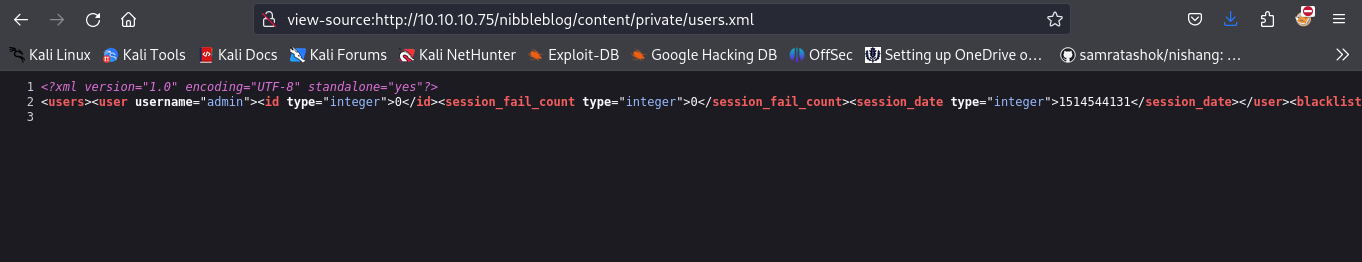 view-source:http://10.10.10.75/nibbleblog/content/private/users.xml
Kali Linux Kali Tools Kali Docs Kali Forums Kali NetHunter Exploit-DB Google Hacking DB OffSec Setting up OneDrive o… samratashok/nishang: …
1 <?xml version="1.0" encoding="UTF-8" standalone="yes"?>
2 <users><user username="admin"><id type="integer">0</id><session_fail_count type="integer">0</session_fail_count><session_date type="integer">1514544131</session_date></user><blacklist
3